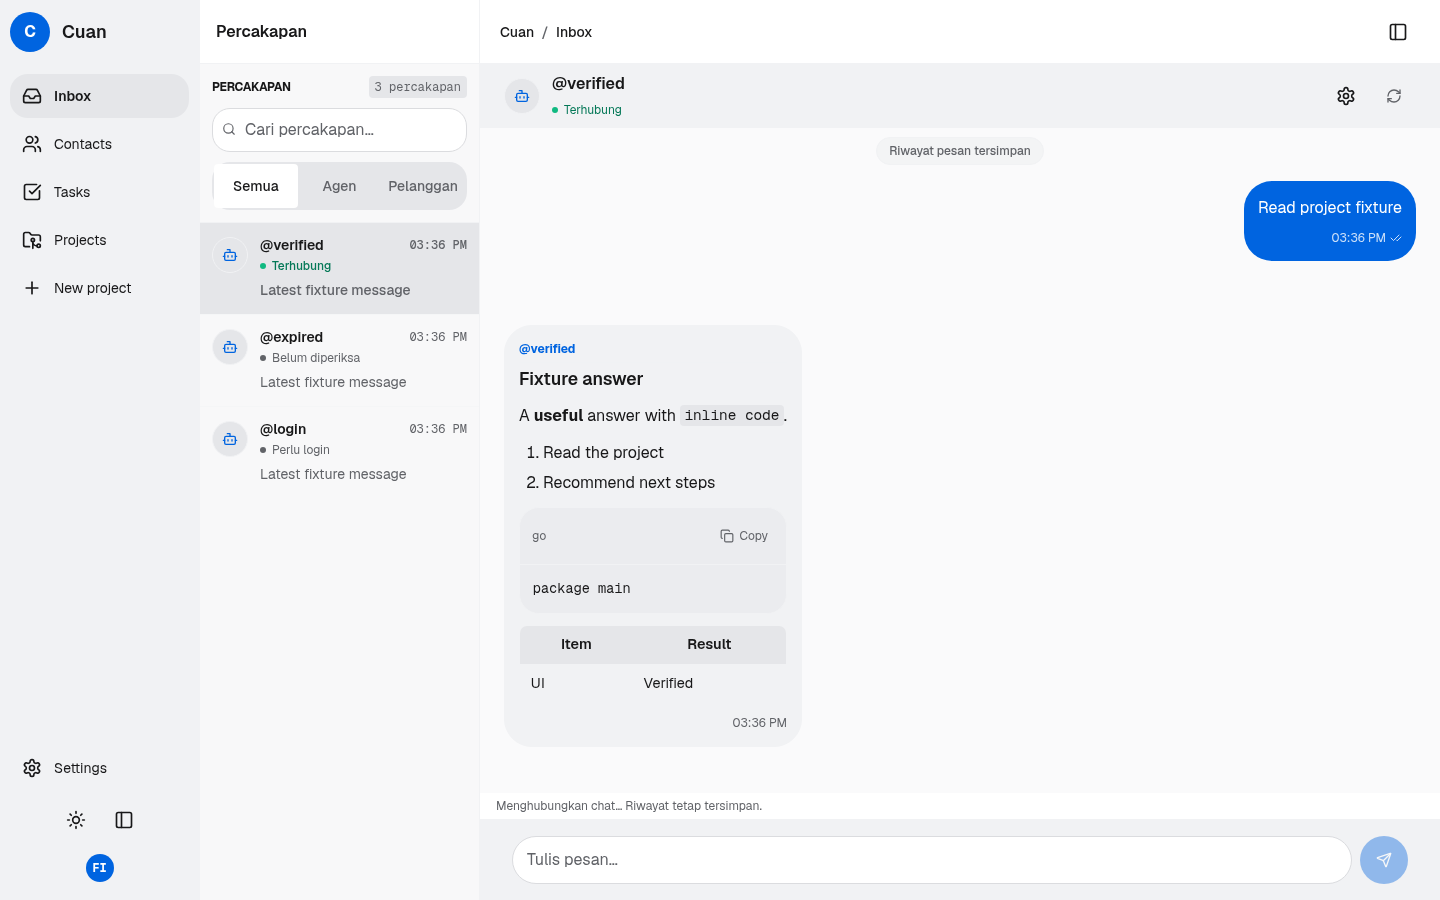 C
Cuan
Inbox
Contacts
Tasks
Projects
New project
Settings
FI
Percakapan
PERCAKAPAN
3 percakapan
Cari percakapan...
Semua
Agen
Pelanggan
@verified
03:36 PM
Terhubung
Latest fixture message
@expired
03:36 PM
Belum diperiksa
Latest fixture message
@login
03:36 PM
Perlu login
Latest fixture message
Cuan / Inbox
@verified
Terhubung
Riwayat pesan tersimpan
Read project fixture
03:36 PM
@verified
Fixture answer
A useful answer with inline code.
1. Read the project
2. Recommend next steps
go
Copy
package main
Item Result
UI Verified
03:36 PM
Menghubungkan chat... Riwayat tetap tersimpan.
Tulis pesan...